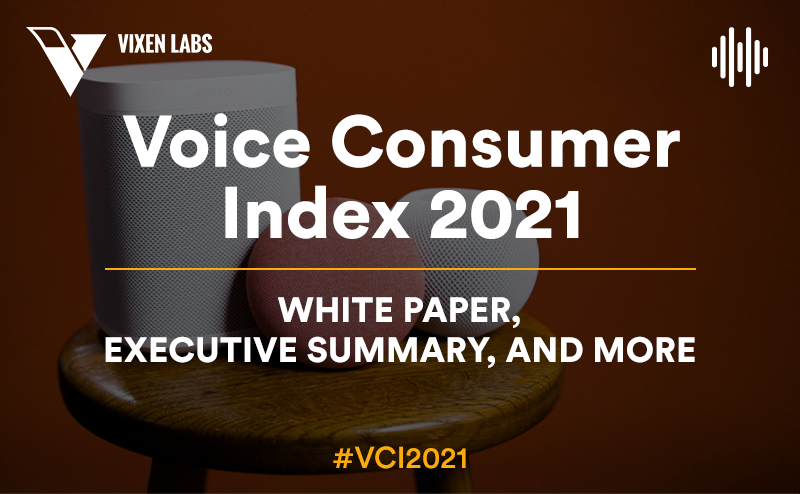 VIXEN LABS
Voice Consumer
Index 2021
WHITE PAPER,
EXECUTIVE SUMMARY, AND MORE
#VCI2021